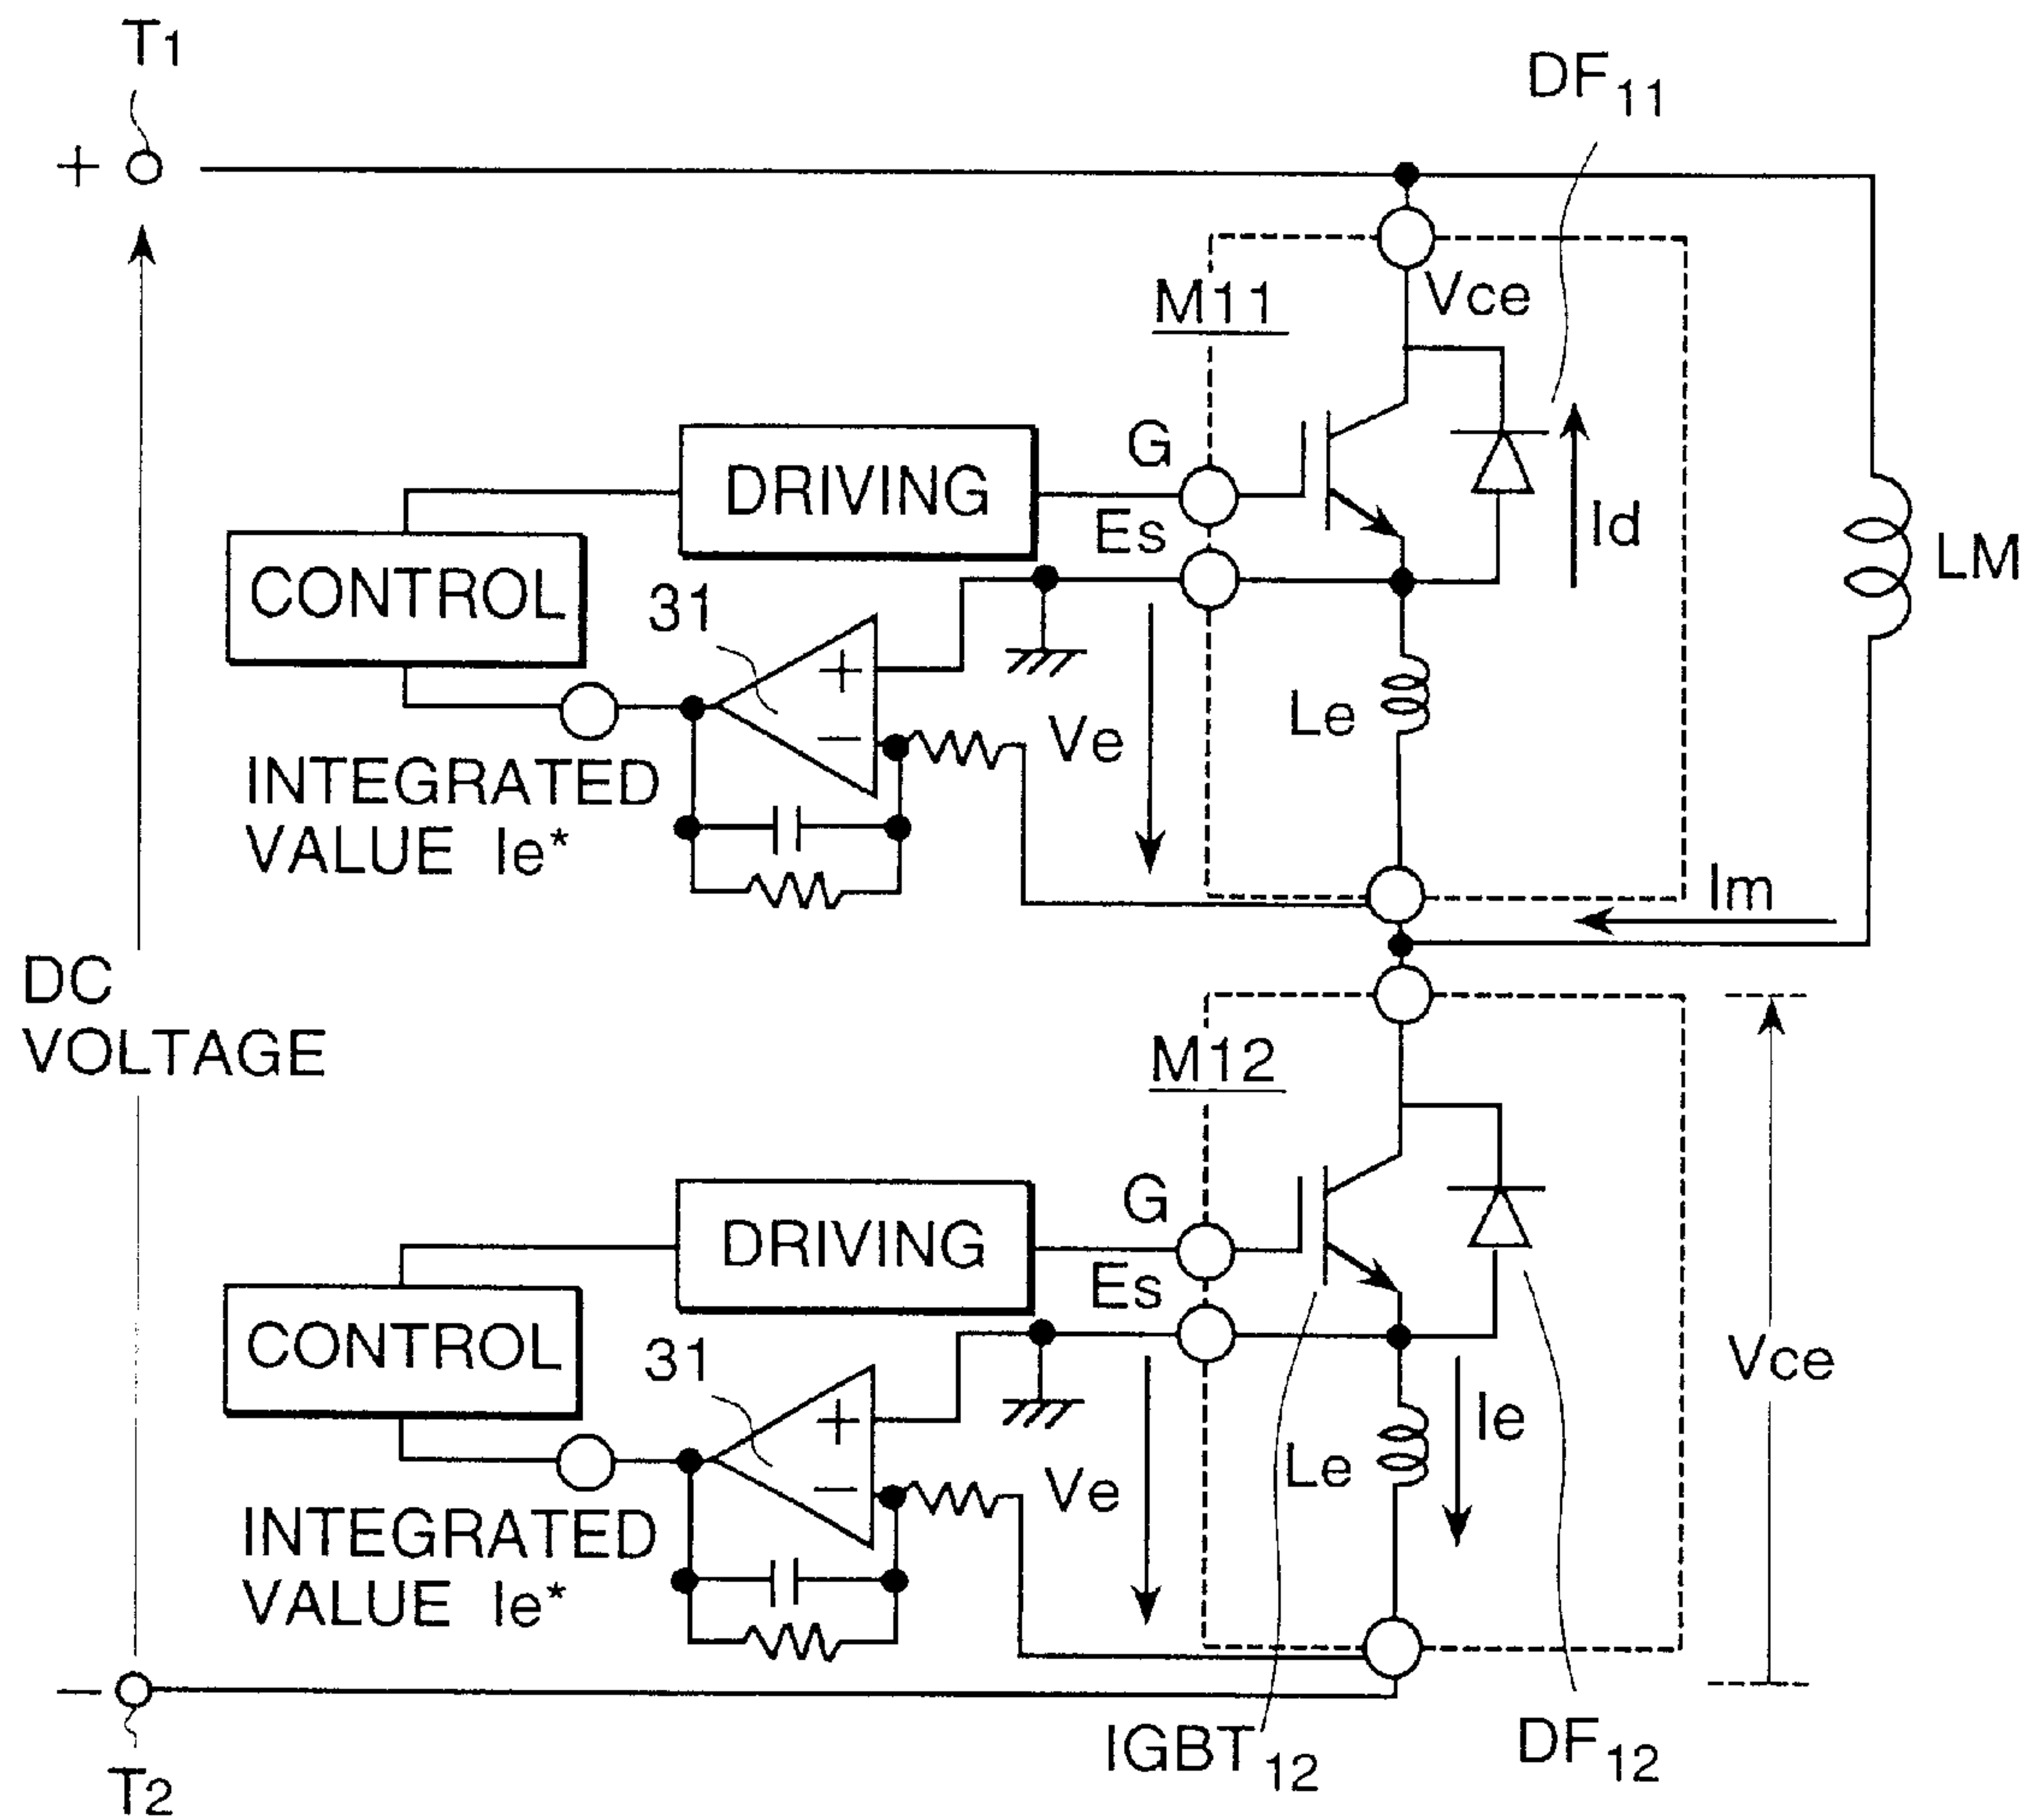 T1
DF11
+
Vce
M11
G
DRIVING
Es
Id
LM
CONTROL
31
+
Le
Ve
−
INTEGRATED
VALUE Ie*
Im
DC
VOLTAGE
M12
G
DRIVING
Es
CONTROL
31
Vce
+
Ie
Le
Ve
−
INTEGRATED
VALUE Ie*
−
IGBT12
DF12
T2